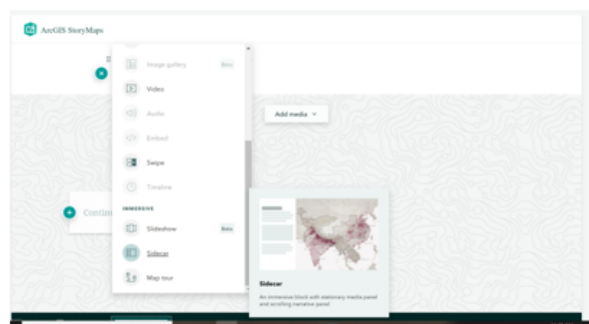 ArcGIS StoryMaps
Image gallery Beta
Video
Audio
Embed
Swipe
Timeline
IMMERSIVE
Slideshow Beta
Sidecar
Map tour
Add media
Contin
Sidecar
An immersive block with stationary media panel
and scrolling narrative panel